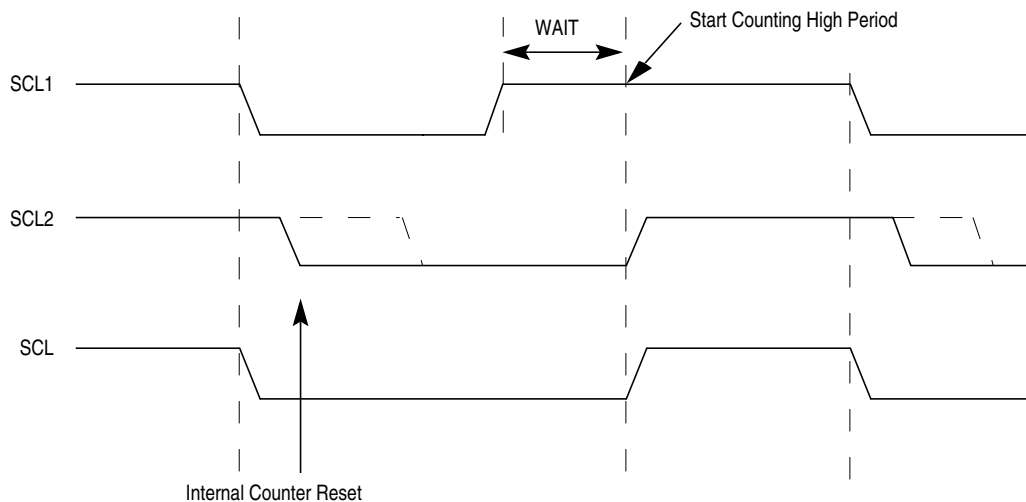 Start Counting High Period
WAIT
SCL1
SCL2
SCL
Internal Counter Reset